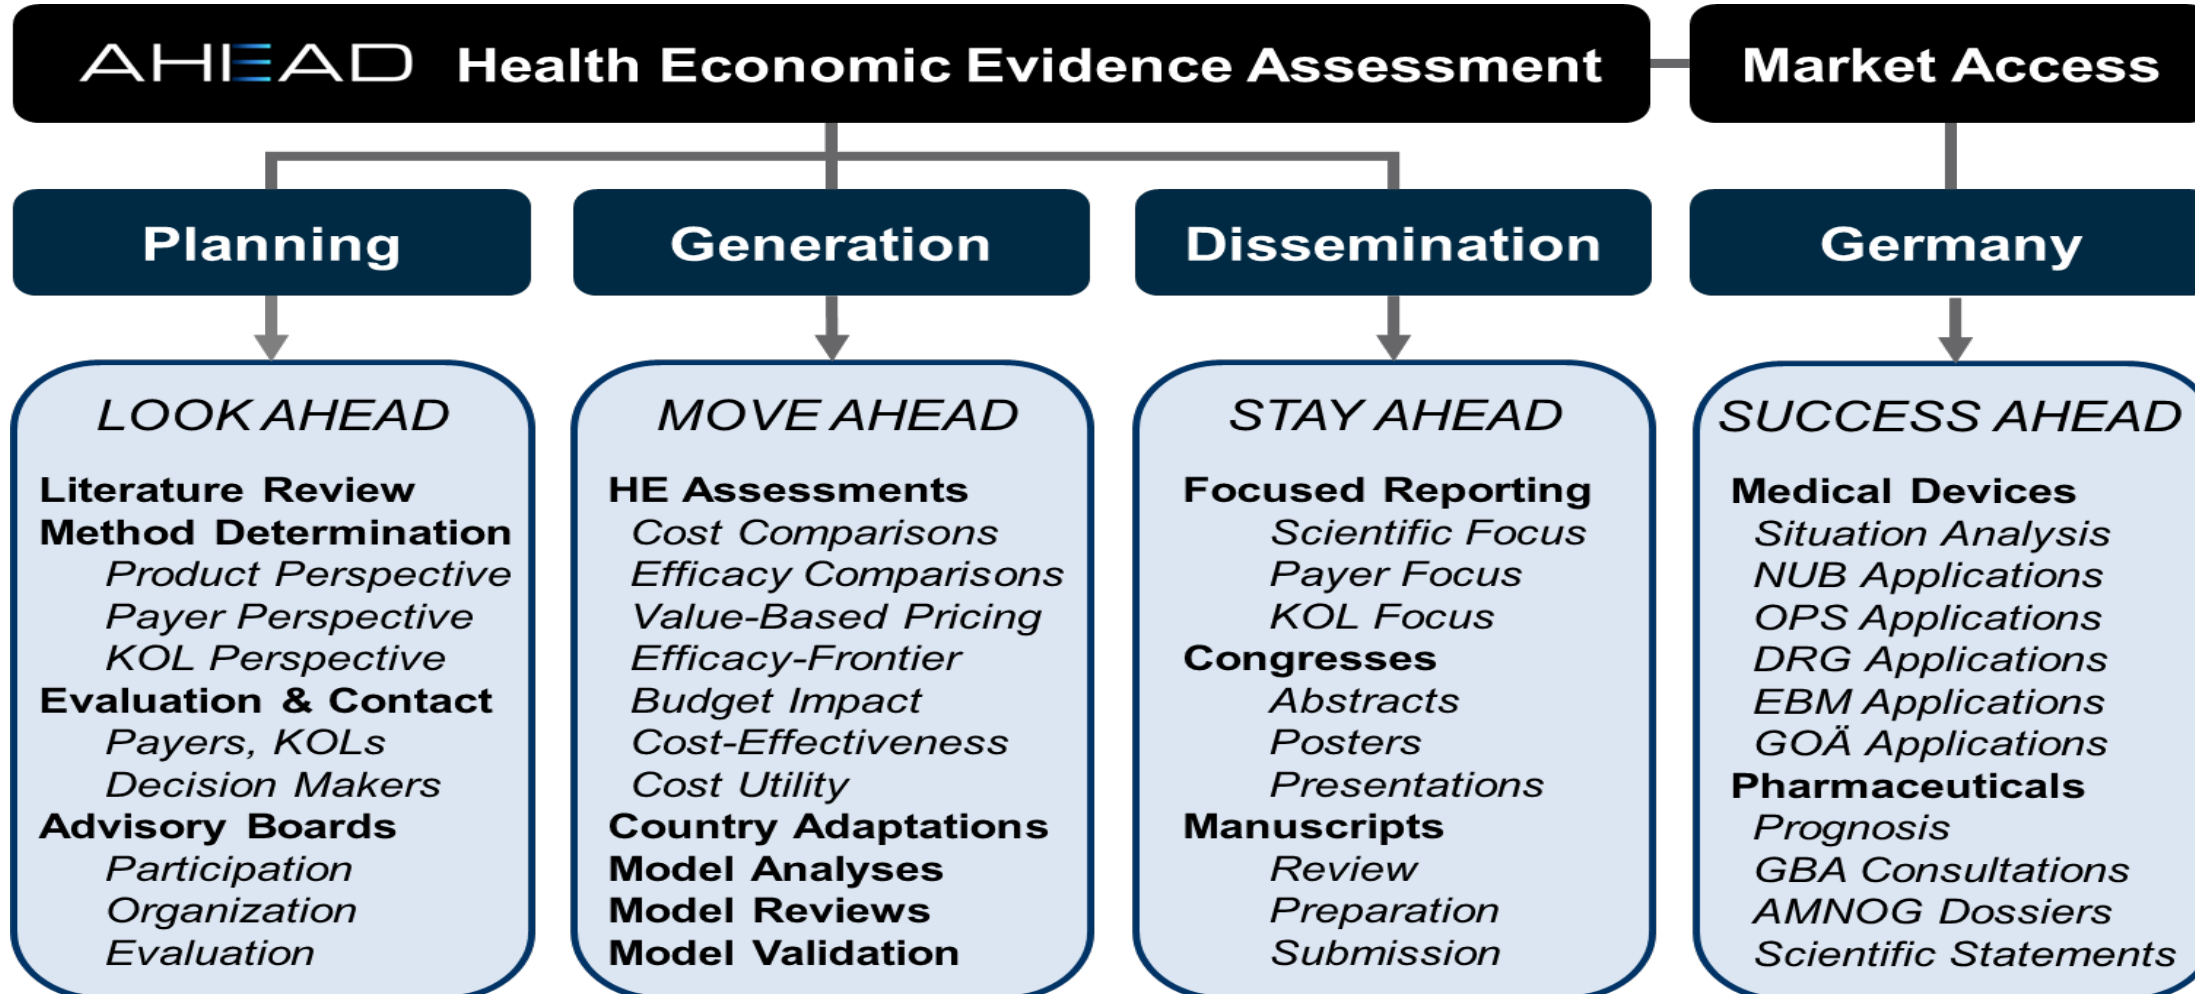 AHEAD Health Economic Evidence Assessment
Market Access
Planning
Generation
Dissemination
Germany
LOOK AHEAD
Literature Review
Method Determination
Product Perspective
Payer Perspective
KOL Perspective
Evaluation & Contact
Payers, KOLs
Decision Makers
Advisory Boards
Participation
Organization
Evaluation
MOVE AHEAD
HE Assessments
Cost Comparisons
Efficacy Comparisons
Value-Based Pricing
Efficacy-Frontier
Budget Impact
Cost-Effectiveness
Cost Utility
Country Adaptations
Model Analyses
Model Reviews
Model Validation
STAY AHEAD
Focused Reporting
Scientific Focus
Payer Focus
KOL Focus
Congresses
Abstracts
Posters
Presentations
Manuscripts
Review
Preparation
Submission
SUCCESS AHEAD
Medical Devices
Situation Analysis
NUB Applications
OPS Applications
DRG Applications
EBM Applications
GOÄ Applications
Pharmaceuticals
Prognosis
GBA Consultations
AMNOG Dossiers
Scientific Statements